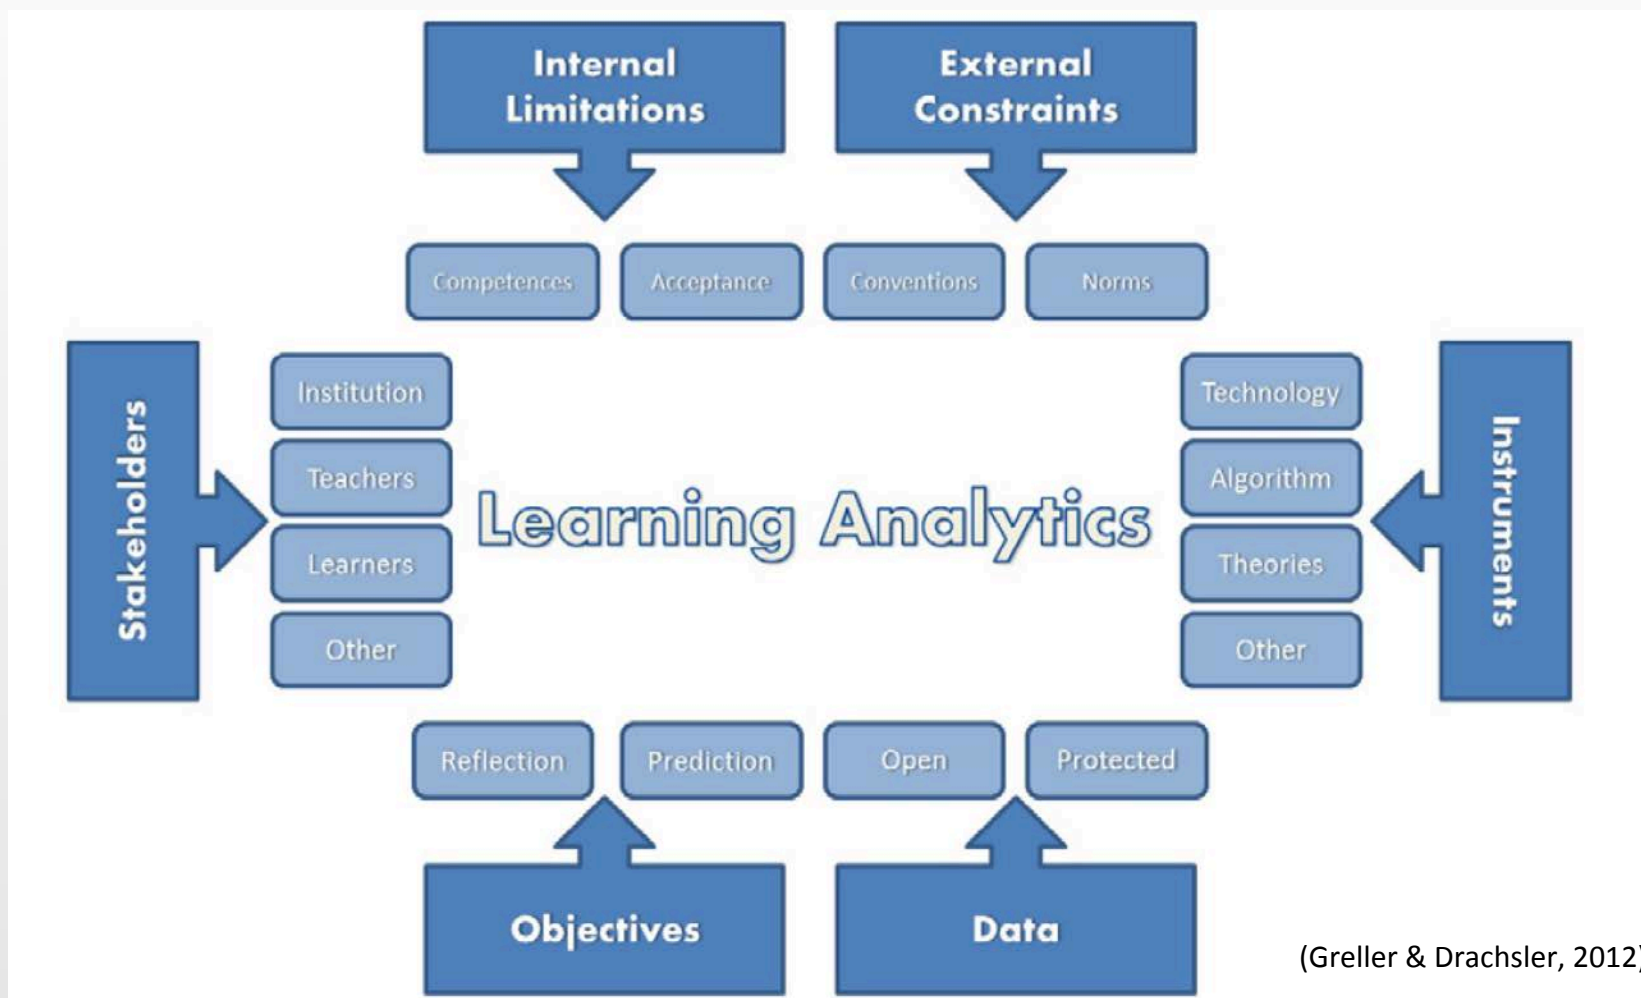 Internal
Limitations
External
Constraints
Competences
Acceptance
Conventions
Norms
Stakeholders
Institution
Teachers
Learners
Other
Learning Analytics
Technology
Algorithm
Theories
Other
Instruments
Reflection
Prediction
Open
Protected
Objectives
Data
(Greller & Drachsler, 2012)